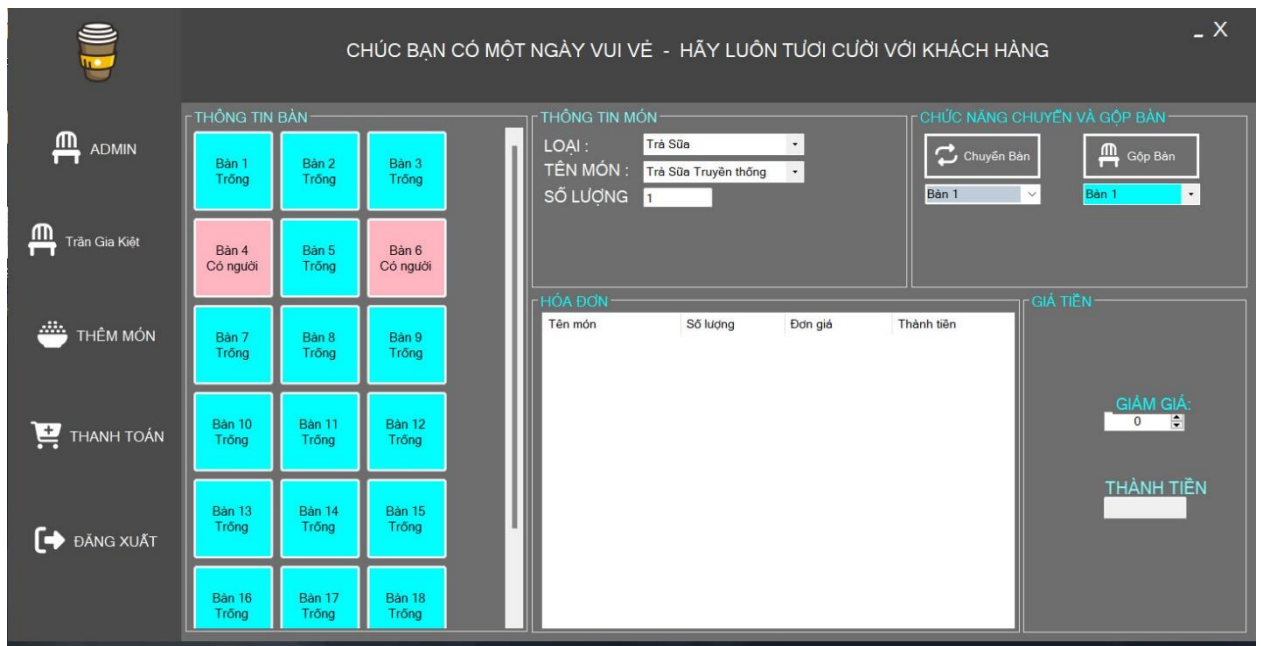 CHÚC BẠN CÓ MỘT NGÀY VUI VẺ - HÃY LUÔN TƯƠI CƯỜI VỚI KHÁCH HÀNG
_ X
ADMIN
Trần Gia Kiệt
THÊM MÓN
THANH TOÁN
ĐĂNG XUẤT
THÔNG TIN BÀN
Bàn 1
Trống
Bàn 2
Trống
Bàn 3
Trống
Bàn 4
Có người
Bàn 5
Trống
Bàn 6
Có người
Bàn 7
Trống
Bàn 8
Trống
Bàn 9
Trống
Bàn 10
Trống
Bàn 11
Trống
Bàn 12
Trống
Bàn 13
Trống
Bàn 14
Trống
Bàn 15
Trống
Bàn 16
Trống
Bàn 17
Trống
Bàn 18
Trống
THÔNG TIN MÓN
LOẠI : Trà Sữa
TÊN MÓN : Trà Sữa Truyền thống
SỐ LƯỢNG 1
CHỨC NĂNG CHUYỂN VÀ GỘP BÀN
Chuyển Bàn
Gộp Bàn
Bàn 1
Bàn 1
HÓA ĐƠN
Tên món Số lượng Đơn giá Thành tiền
GIÁ TIỀN
GIẢM GIÁ:
0
THÀNH TIỀN